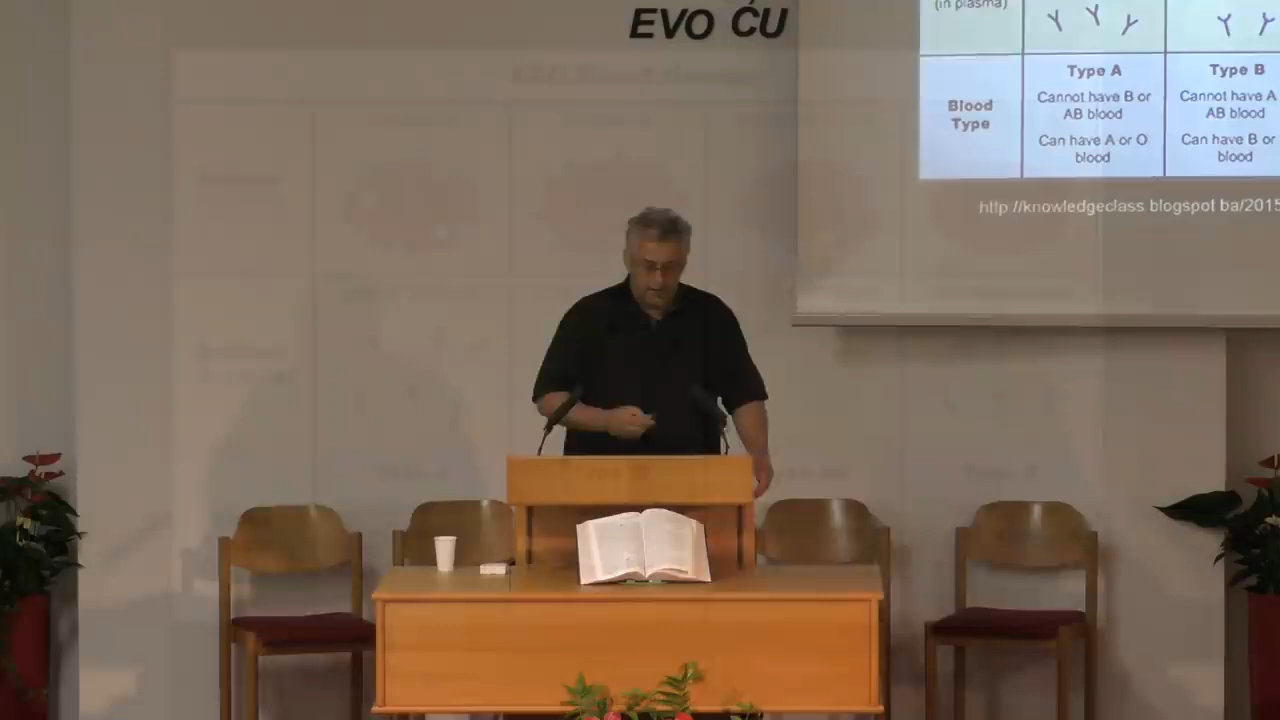 EVO ĆU
(in plasma)
Type A
Type B
Blood
Type
Cannot have B or
AB blood
Can have A or O
blood
Cannot have A
AB blood
Can have B or
blood
http //knowledgeclass blogspot ba/2015